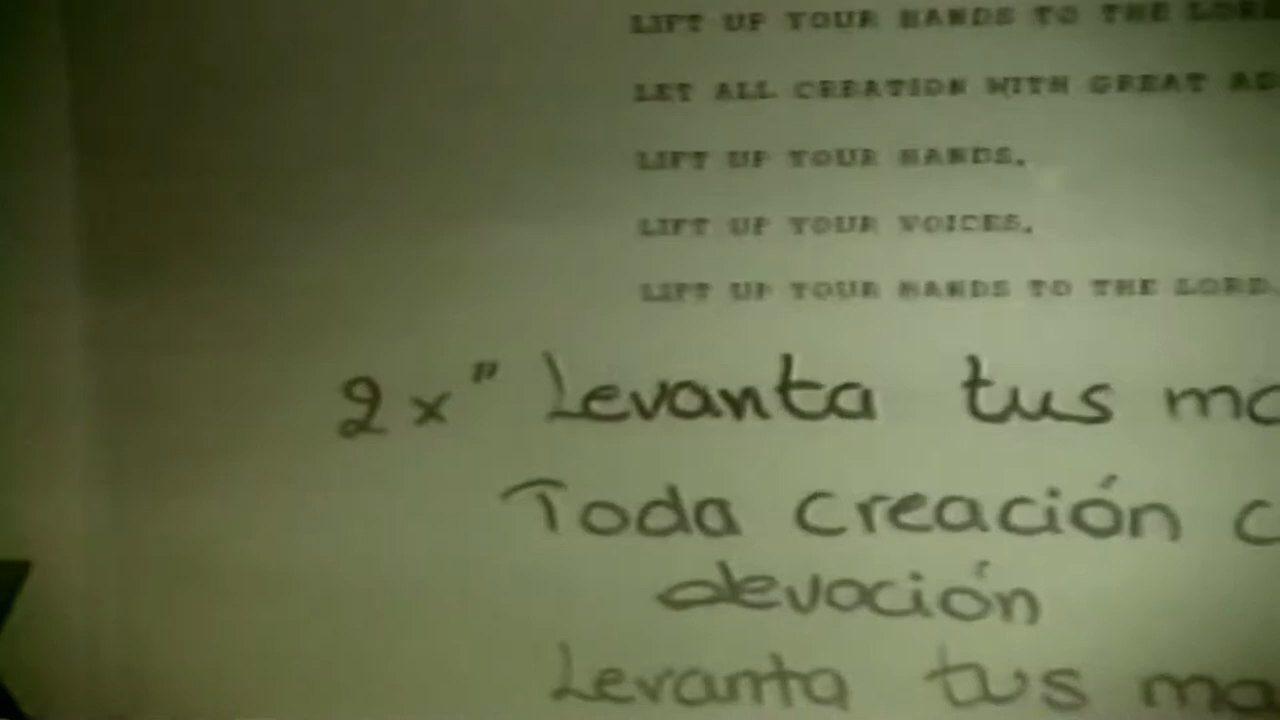 LIFT UP YOUR HANDS TO THE LORD
LET ALL CREATION WITH GREAT
LIFT UP YOUR HANDS.
LIFT UP YOUR VOICES.
LIFT UP YOUR HANDS TO THE LORD.
2x " Levanta tus
Toda creación
devoción
Levanta tus